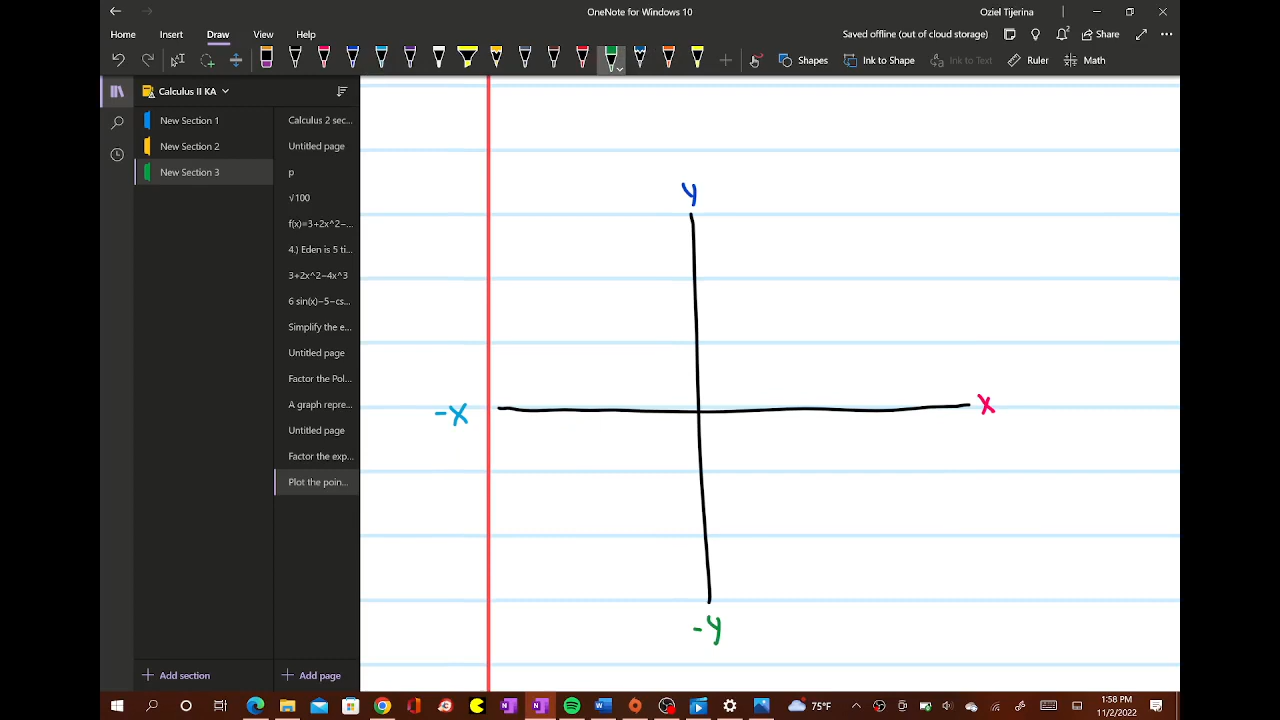 OneNote for Windows 10
Oziel Tijerina
Home Insert Draw View Help
Saved offline (out of cloud storage)
Share
Shapes
Ink to Shape
Ink to Text
Ruler
Math
Calculus II KA
New Section 1
New Section 2
New Section 3
Calculus 2 sec...
Untitled page
p
√100
f(x)=3+2x^2−...
4.) Eden is 5 ti...
3+2x^2−4x^3
6 sin(x)−5−cs...
Simplify the e...
Untitled page
Factor the Pol...
A graph repre...
Untitled page
Factor the exp...
Plot the poin...
y
-x
x
-y
Add section
Add page
75°F
1:58 PM
11/2/2022